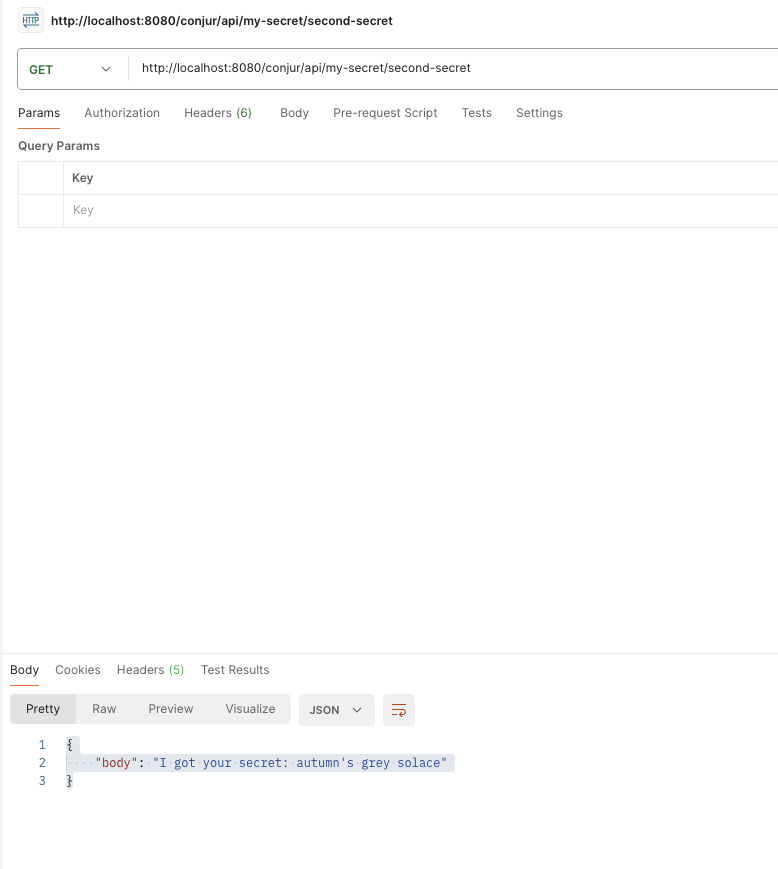 HTTP http://localhost:8080/conjur/api/my-secret/second-secret
GET http://localhost:8080/conjur/api/my-secret/second-secret
Params Authorization Headers (6) Body Pre-request Script Tests Settings
Query Params
Key
Key
Body Cookies Headers (5) Test Results
Pretty Raw Preview Visualize JSON
1 {
2 "body": "I got your secret: autumn's grey solace"
3 }